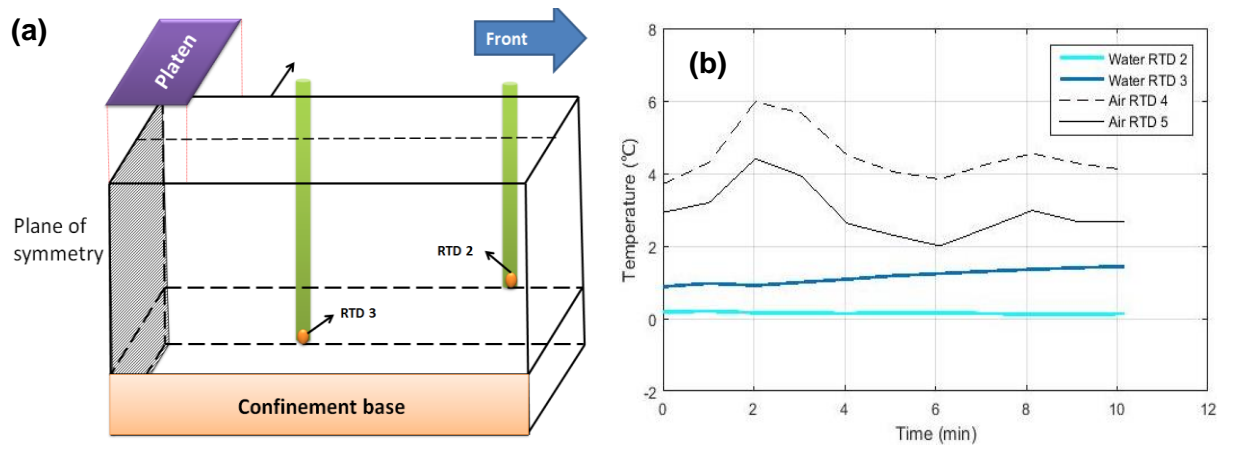 (a)
Platen
Front
Plane of
symmetry
RTD 2
RTD 3
Confinement base
(b)
8
6
4
2
0
-2
Temperature (℃)
0
2
4
6
8
10
12
Time (min)
Water RTD 2
Water RTD 3
Air RTD 4
Air RTD 5